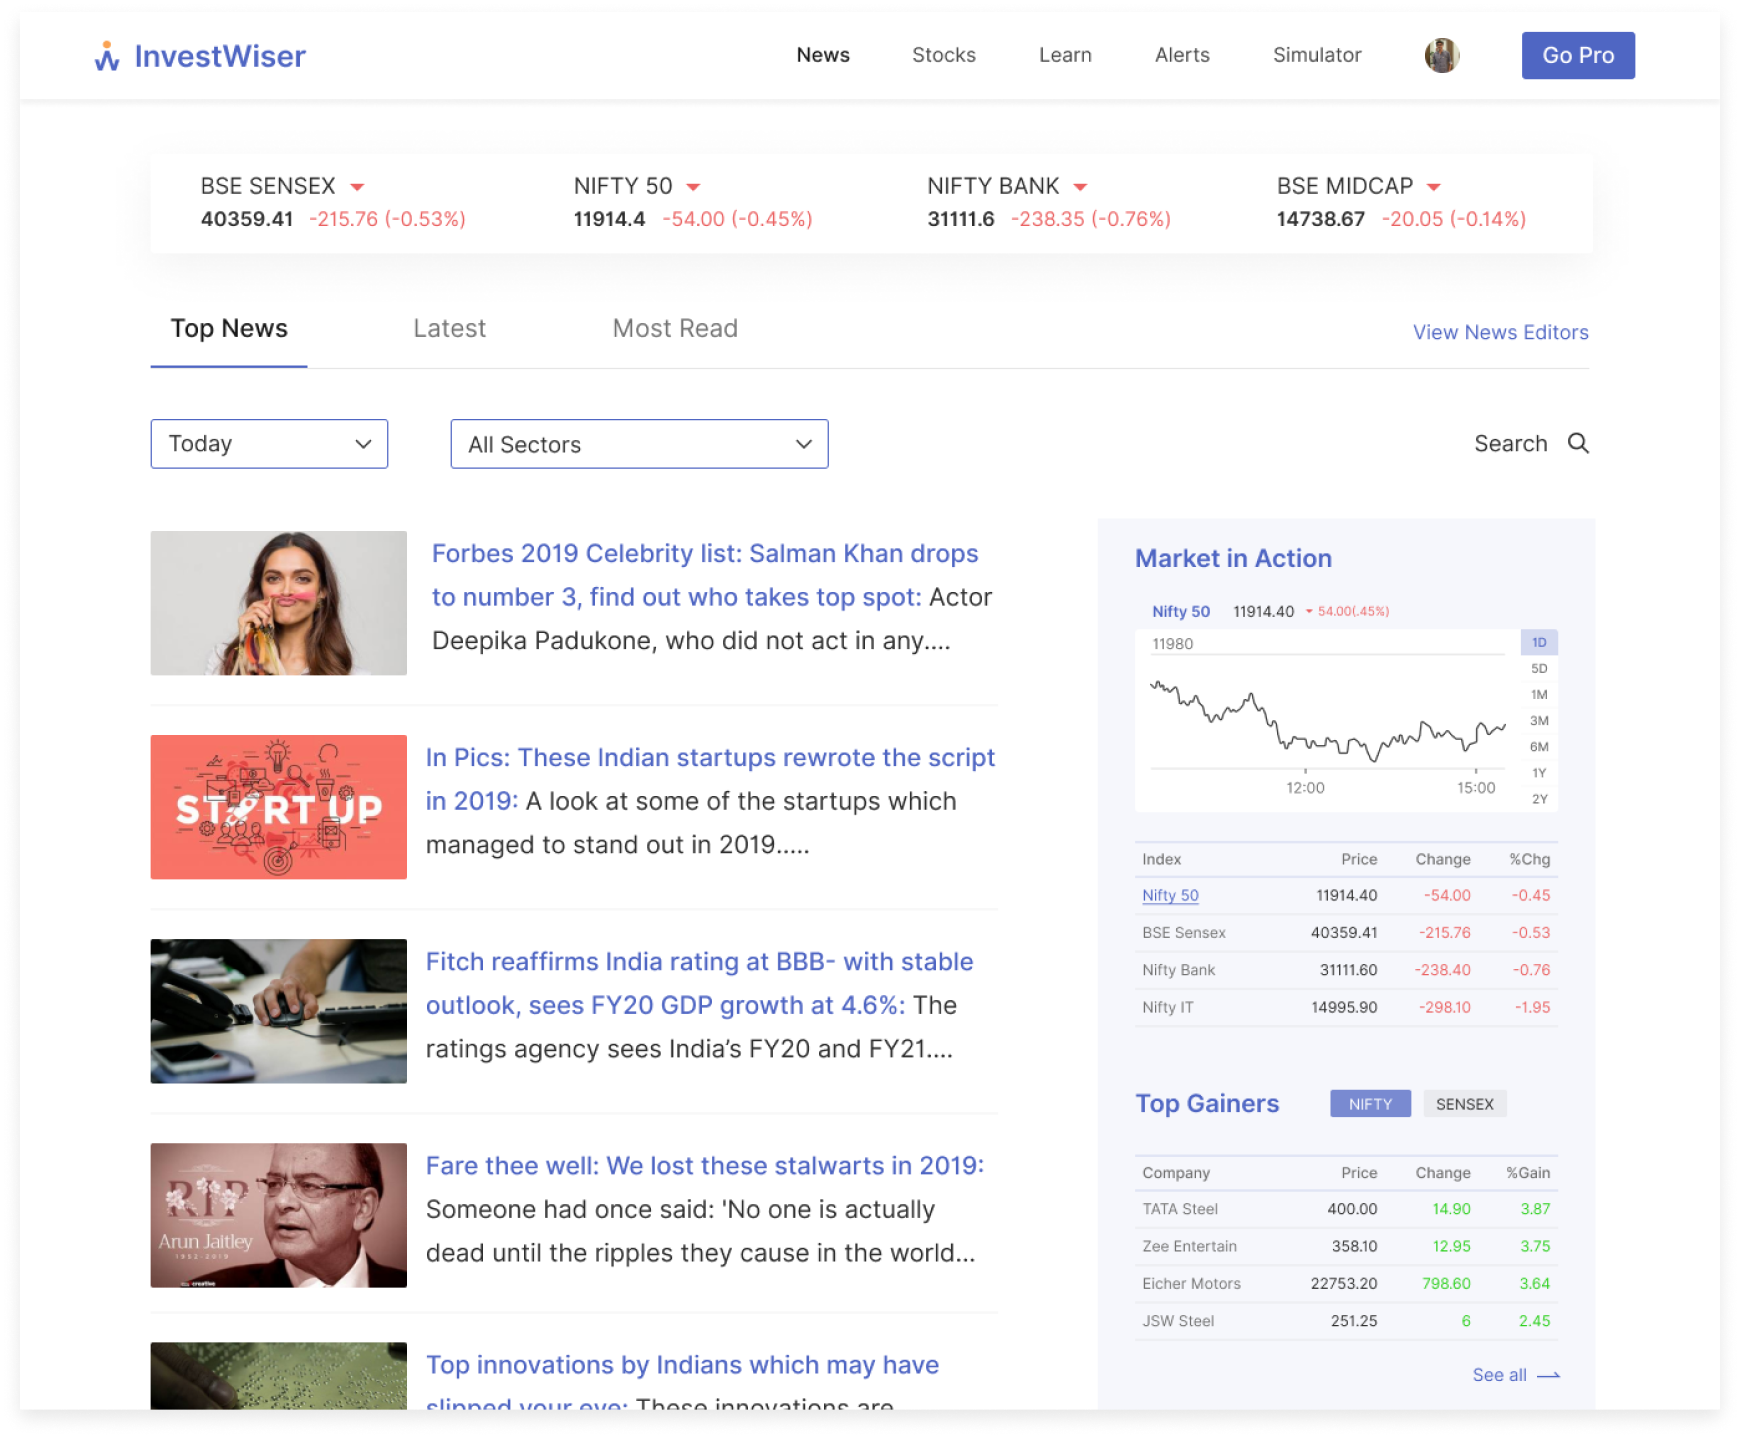 InvestWiser
News Stocks Learn Alerts Simulator Go Pro
BSE SENSEX
40359.41 -215.76 (-0.53%)
NIFTY 50
11914.4 -54.00 (-0.45%)
NIFTY BANK
31111.6 -238.35 (-0.76%)
BSE MIDCAP
14738.67 -20.05 (-0.14%)
Top News Latest Most Read View News Editors
Today All Sectors Search
Forbes 2019 Celebrity list: Salman Khan drops
to number 3, find out who takes top spot: Actor
Deepika Padukone, who did not act in any....
START UP
In Pics: These Indian startups rewrote the script
in 2019: A look at some of the startups which
managed to stand out in 2019.....
Fitch reaffirms India rating at BBB- with stable
outlook, sees FY20 GDP growth at 4.6%: The
ratings agency sees India’s FY20 and FY21....
RIP
Arun Jaitley
1952-2019
creative
Fare thee well: We lost these stalwarts in 2019:
Someone had once said: 'No one is actually
dead until the ripples they cause in the world...
Top innovations by Indians which may have
slipped your eye: These innovations are
Market in Action
Nifty 50 11914.40 54.00(.45%)
11980
1D
5D
1M
3M
6M
1Y
2Y
12:00 15:00
Index Price Change %Chg
Nifty 50 11914.40 -54.00 -0.45
BSE Sensex 40359.41 -215.76 -0.53
Nifty Bank 31111.60 -238.40 -0.76
Nifty IT 14995.90 -298.10 -1.95
Top Gainers NIFTY SENSEX
Company Price Change %Gain
TATA Steel 400.00 14.90 3.87
Zee Entertain 358.10 12.95 3.75
Eicher Motors 22753.20 798.60 3.64
JSW Steel 251.25 6 2.45
See all